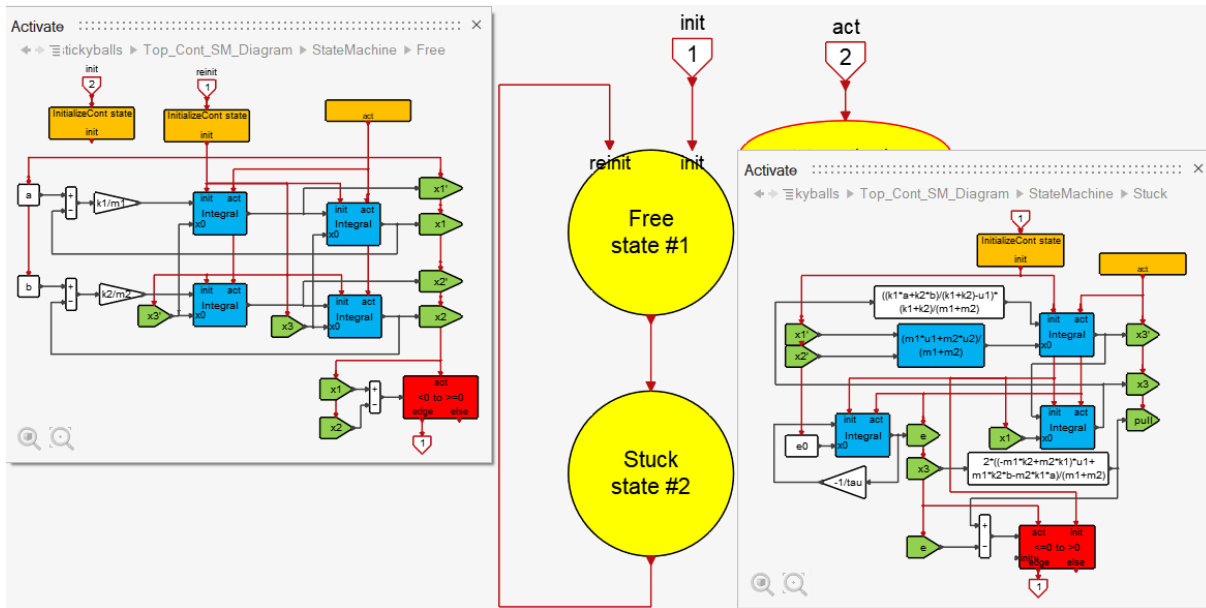 Activate
:tickyballs ▸ Top_Cont_SM_Diagram ▸ StateMachine ▸ Free
init
2
reinit
1
InitializeCont state
init
InitializeCont state
init
act
a
+
-
k1/m1
init act
Integral
x0
init act
Integral
x0
x1'
x1
b
+
-
k2/m2
init act
Integral
x0
x3'
init act
Integral
x0
x3
x2'
x2
x1
x2
+
-
act
<0 to >=0
edge else
1
init
1
act
2
reinit init
Free
state #1
Stuck
state #2
Activate
kyballs ▸ Top_Cont_SM_Diagram ▸ StateMachine ▸ Stuck
1
InitializeCont state
init
act
((k1*a+k2*b)/(k1+k2)-u1)*
(k1+k2)/(m1+m2)
x1'
x2'
(m1*u1+m2*u2)/
(m1+m2)
init act
Integral
x0
x3'
x3
pull
e0
init act
Integral
x0
e
x1
init act
Integral
x0
-1/tau
x3
2*((-m1*k2+m2*k1)*u1+
m1*k2*b-m2*k1*a)/(m1+m2)
e
+
-
act init
<=0 to >0
edge else
1